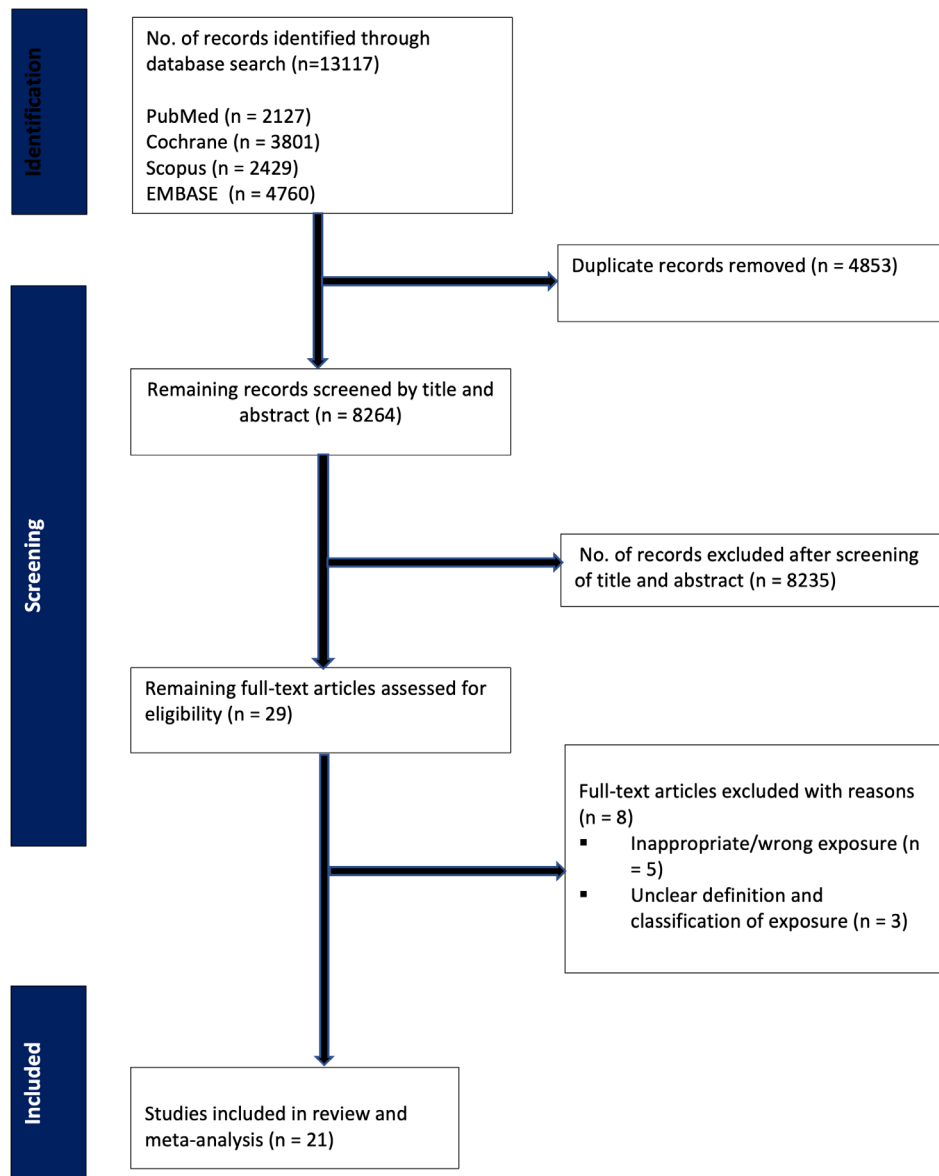 Identification
No. of records identified through
database search (n=13117)
PubMed (n = 2127)
Cochrane (n = 3801)
Scopus (n = 2429)
EMBASE (n = 4760)
Duplicate records removed (n = 4853)
Screening
Remaining records screened by title and
abstract (n = 8264)
No. of records excluded after screening
of title and abstract (n = 8235)
Remaining full-text articles assessed for
eligibility (n = 29)
Full-text articles excluded with reasons
(n = 8)
▪ Inappropriate/wrong exposure (n
= 5)
▪ Unclear definition and
classification of exposure (n = 3)
Included
Studies included in review and
meta-analysis (n = 21)